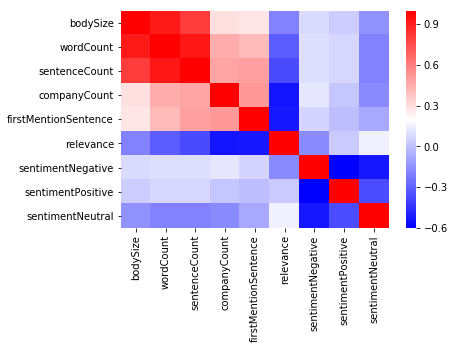 bodySize
wordCount
sentenceCount
companyCount
firstMentionSentence
relevance
sentimentNegative
sentimentPositive
sentimentNeutral
bodySize
wordCount
sentenceCount
companyCount
firstMentionSentence
relevance
sentimentNegative
sentimentPositive
sentimentNeutral
0.9
0.6
0.3
0.0
−0.3
−0.6